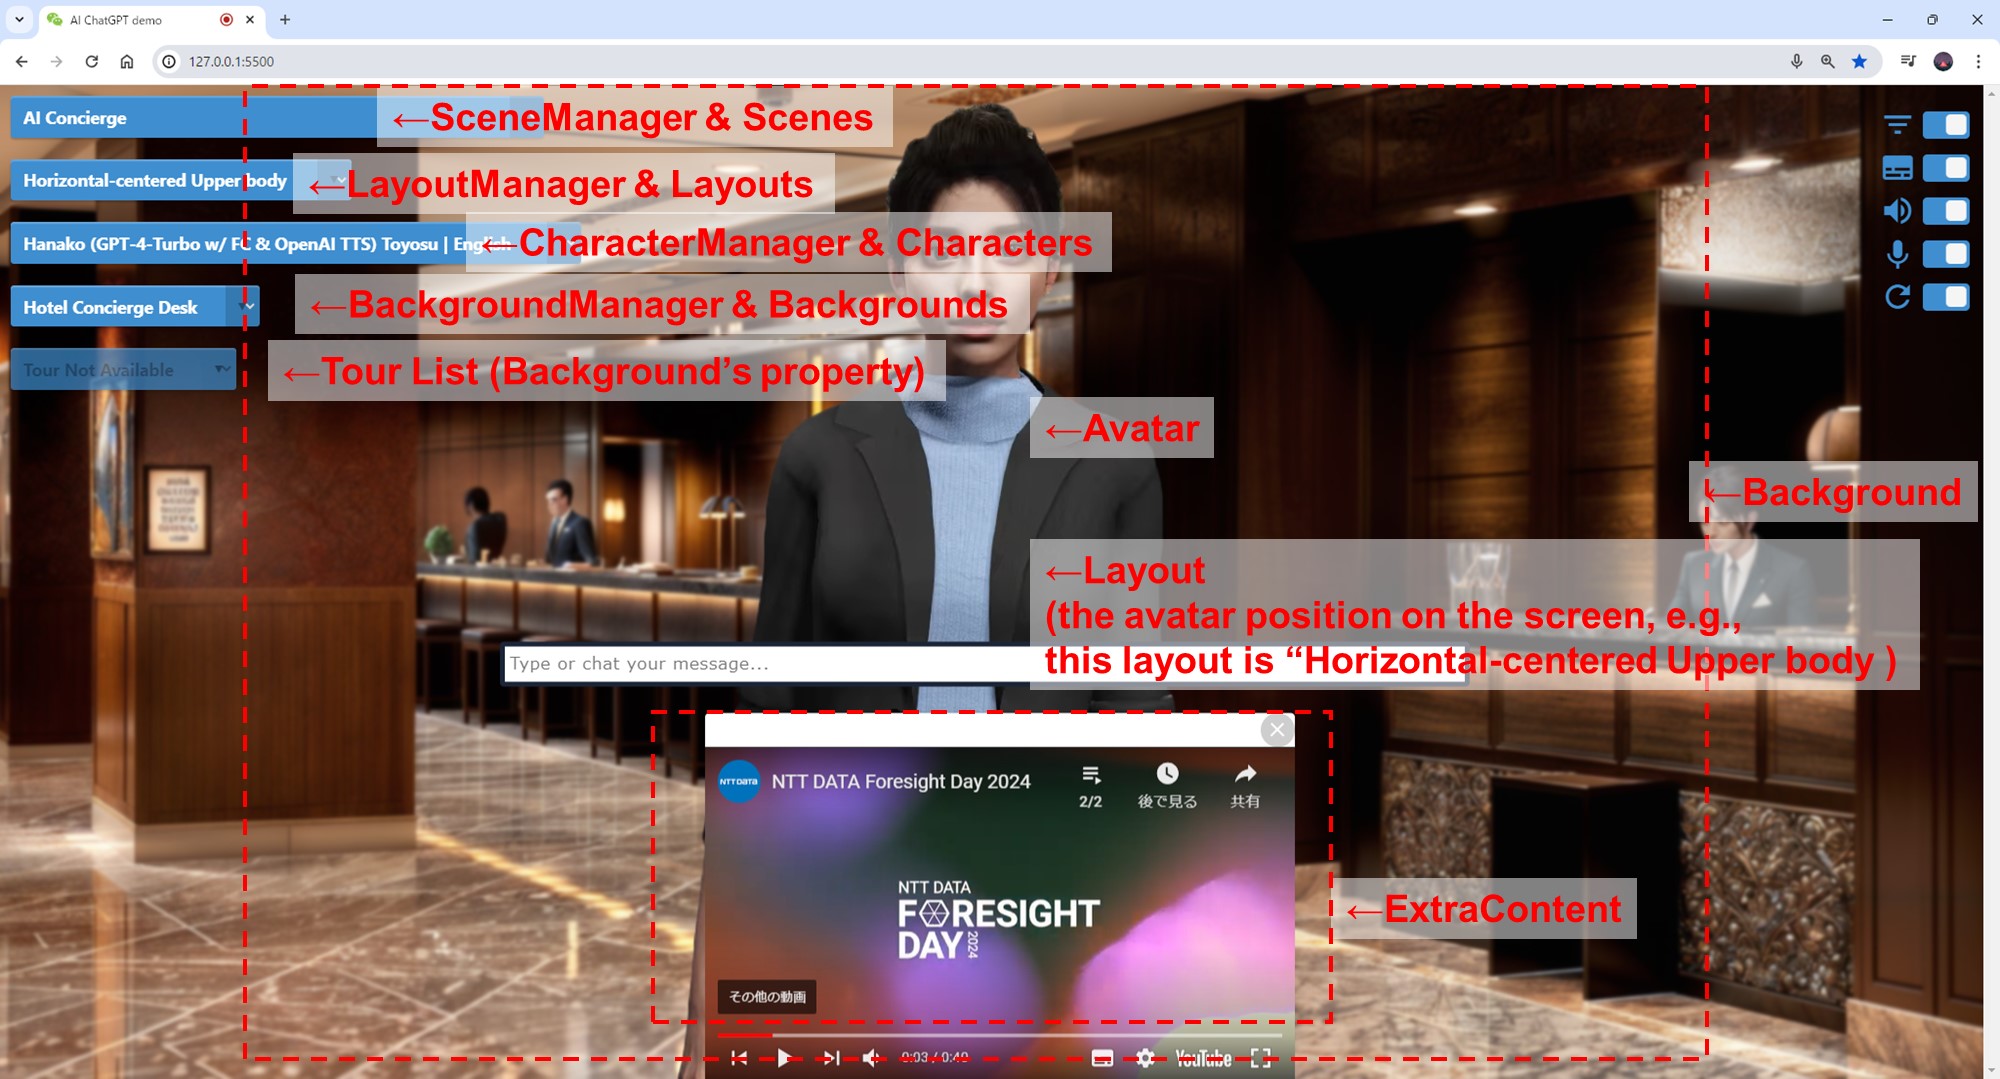 AI ChatGPT demo
127.0.0.1:5500
AI Concierge
←SceneManager & Scenes
Horizontal-centered Upper body
←LayoutManager & Layouts
Hanako (GPT-4-Turbo w/ FC & OpenAI TTS) Toyosu | English
←CharacterManager & Characters
Hotel Concierge Desk
←BackgroundManager & Backgrounds
Tour Not Available
←Tour List (Background’s property)
←Avatar
←Background
←Layout
(the avatar position on the screen, e.g.,
this layout is “Horizontal-centered Upper body )
Type or chat your message...
NTT DATA
NTT DATA Foresight Day 2024
2/2
後で見る
共有
NTT DATA
FORESIGHT
DAY 2024
←ExtraContent
その他の動画
0:03 / 0:40
YouTube